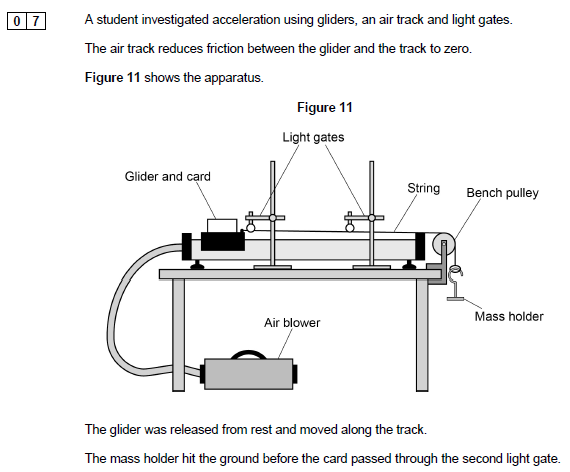 0 7 A student investigated acceleration using gliders, an air track and light gates.
The air track reduces friction between the glider and the track to zero.
Figure 11 shows the apparatus.
Figure 11
Light gates
Glider and card
String
Bench pulley
Mass holder
Air blower
The glider was released from rest and moved along the track.
The mass holder hit the ground before the card passed through the second light gate.